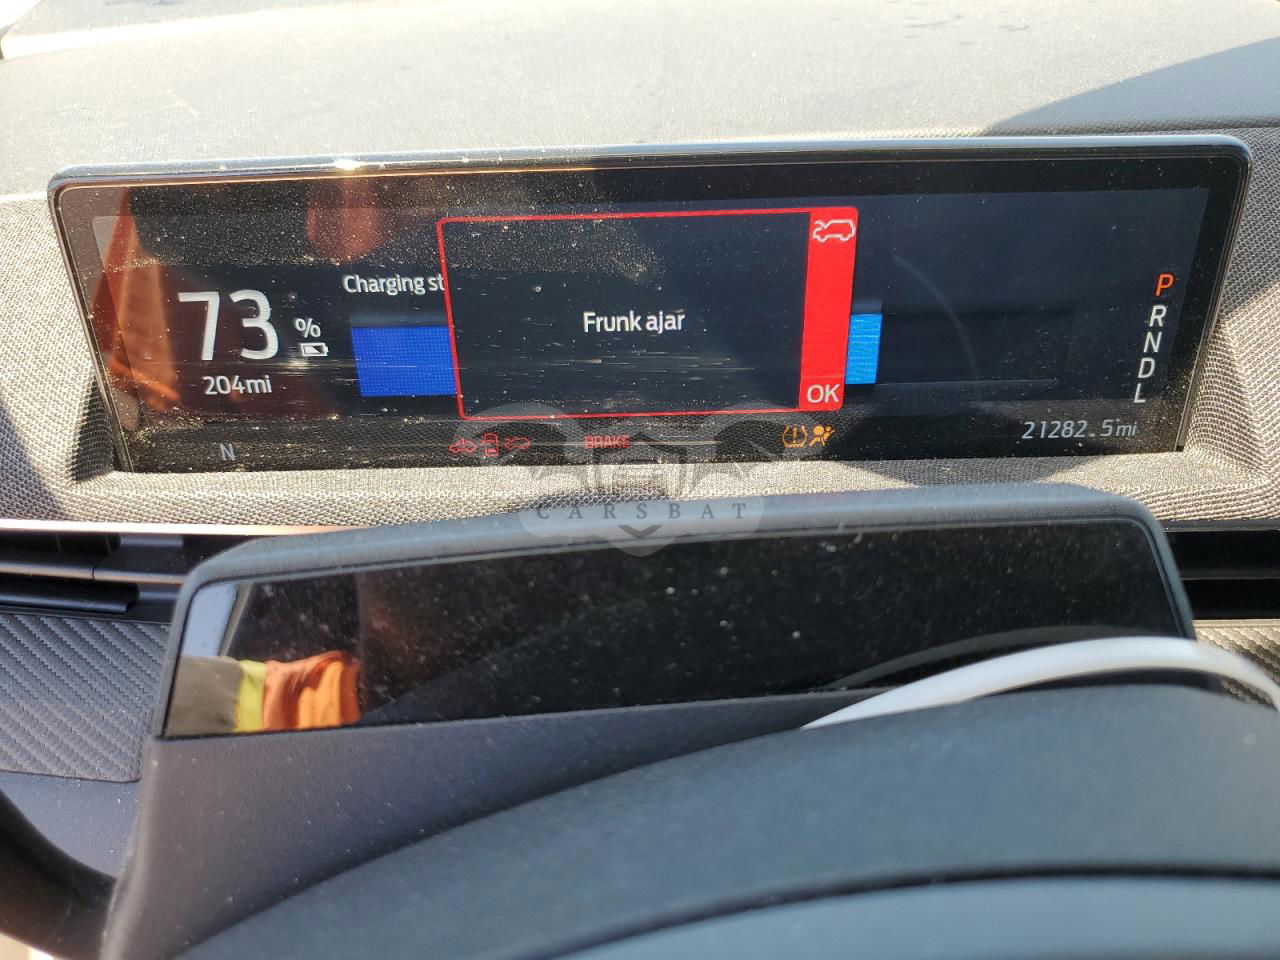 Charging st
73 %
204mi
Frunk ajar
OK
P
R
N
D
L
N
BRAKE
21282.5mi
CARSBAT